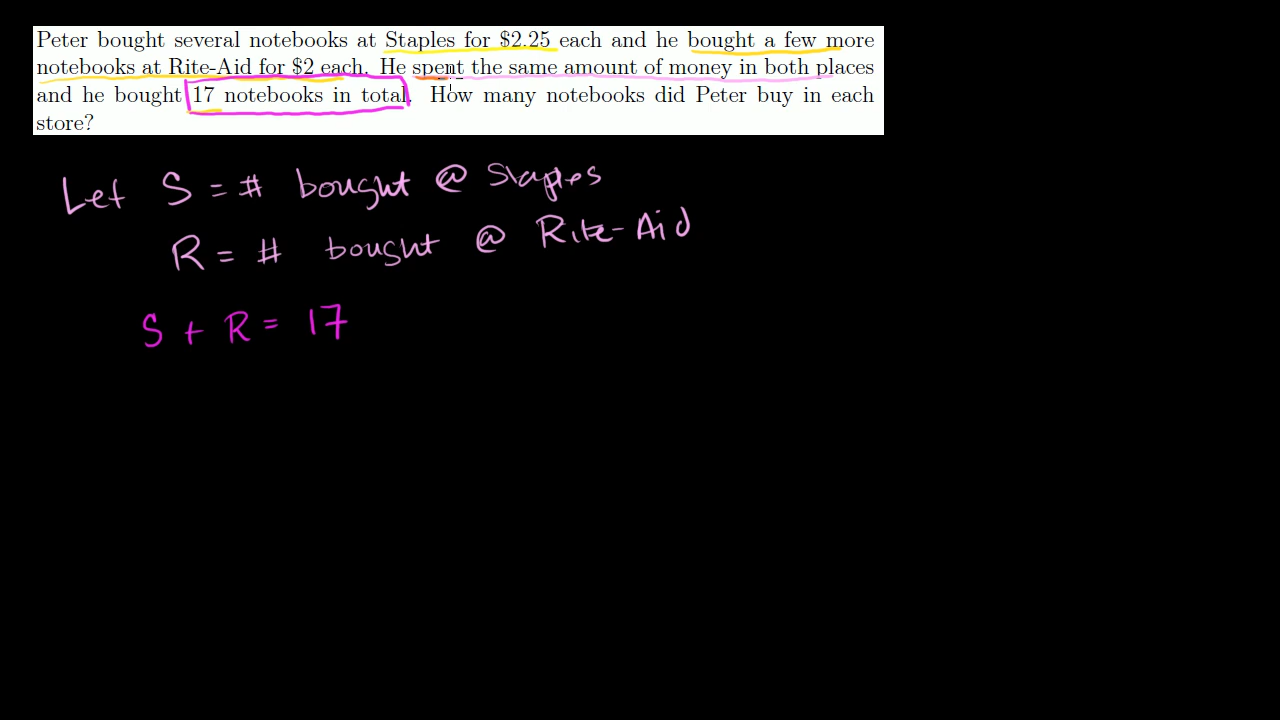 Peter bought several notebooks at Staples for $2.25 each and he bought a few more
notebooks at Rite-Aid for $2 each. He spent the same amount of money in both places
and he bought 17 notebooks in total. How many notebooks did Peter buy in each
store?
Let S = # bought @ Staples
R = # bought @ Rite-Aid
S + R = 17